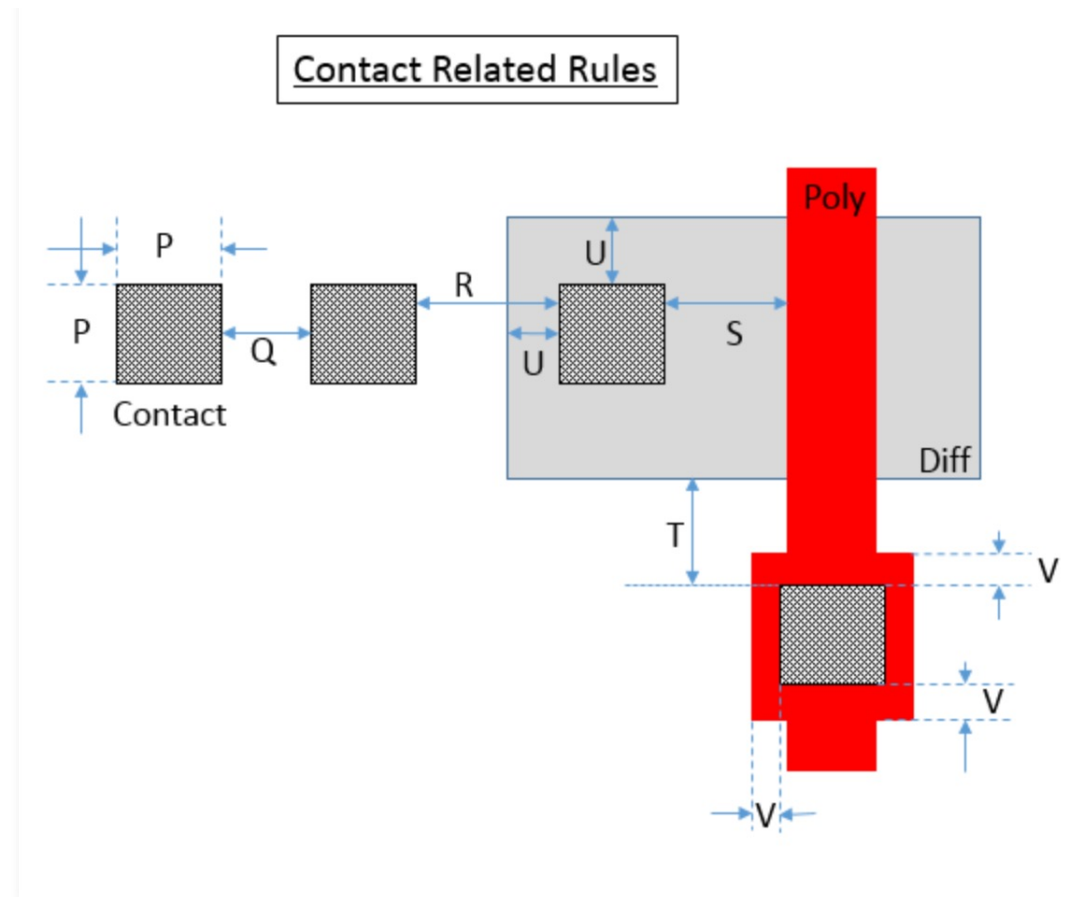 Contact Related Rules
Poly
P
U
R
P
S
Q
U
Contact
Diff
T
V
V
V